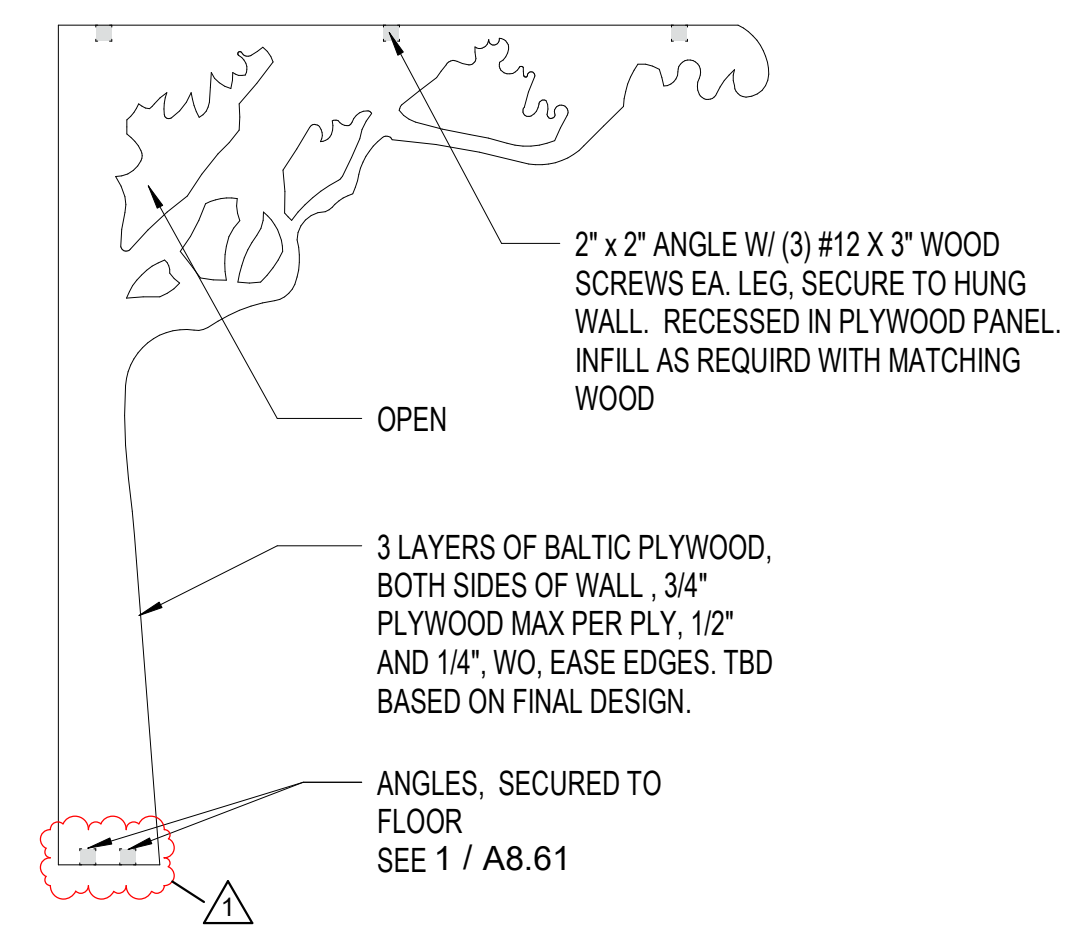 2" x 2" ANGLE W/ (3) #12 X 3" WOOD
SCREWS EA. LEG, SECURE TO HUNG
WALL. RECESSED IN PLYWOOD PANEL.
INFILL AS REQUIRD WITH MATCHING
WOOD
OPEN
3 LAYERS OF BALTIC PLYWOOD,
BOTH SIDES OF WALL , 3/4"
PLYWOOD MAX PER PLY, 1/2"
AND 1/4", WO, EASE EDGES. TBD
BASED ON FINAL DESIGN.
ANGLES, SECURED TO
FLOOR
SEE 1 / A8.61
1